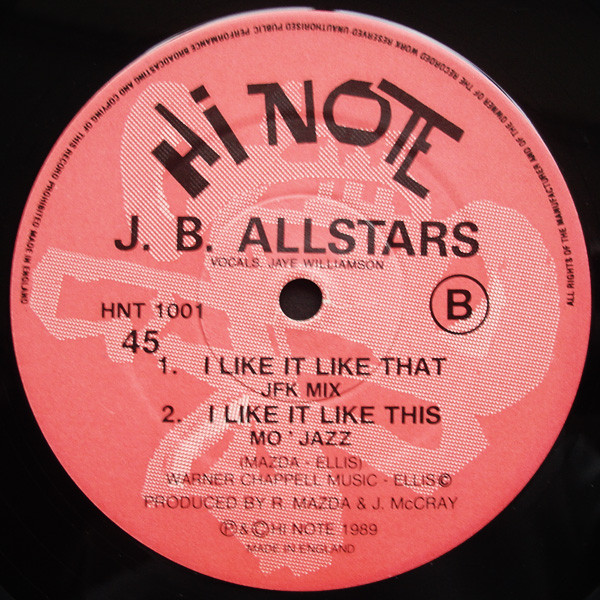 ALL RIGHTS OF THE MANUFACTURER AND OF THE OWNER OF THE RECORDED WORK RESERVED UNAUTHORISED PUBLIC PERFORMANCE BROADCASTING AND COPYING OF THIS RECORD PROHIBITED MADE IN ENGLAND
Hi NOTE
J. B. ALLSTARS
VOCALS JAYE WILLIAMSON
HNT 1001
B
45
1. I LIKE IT LIKE THAT
JFK MIX
2. I LIKE IT LIKE THIS
MO' JAZZ
(MAZDA - ELLIS)
WARNER CHAPPELL MUSIC - ELLIS ©
PRODUCED BY R. MAZDA & J. McCRAY
℗ & © Hi NOTE 1989
MADE IN ENGLAND